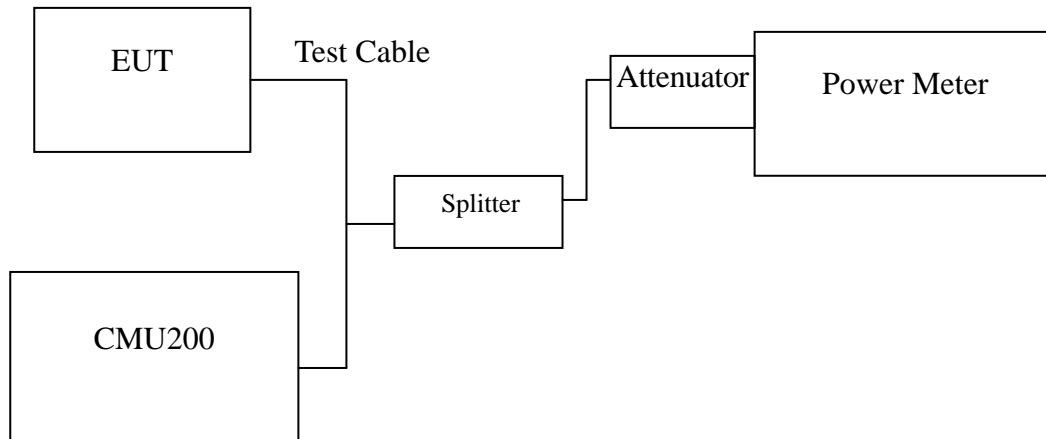 EUT
Test Cable
Attenuator
Power Meter
Splitter
CMU200